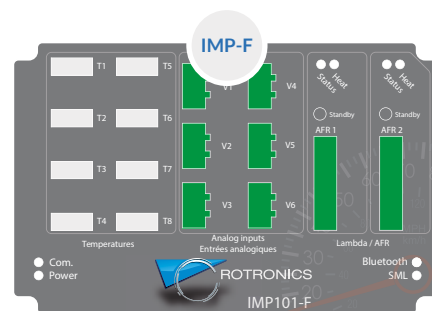 IMP-F
T1
T5
V1
V4
Status
Heat
Status
Heat
Standby
Standby
T2
T6
V2
V5
AFR 1
AFR 2
T3
T7
T4
T8
V3
V6
Temperatures
Analog inputs
Entrées analogiques
Lambda / AFR
Com.
Power
ROTRONICS
Bluetooth
SML
IMP101-F